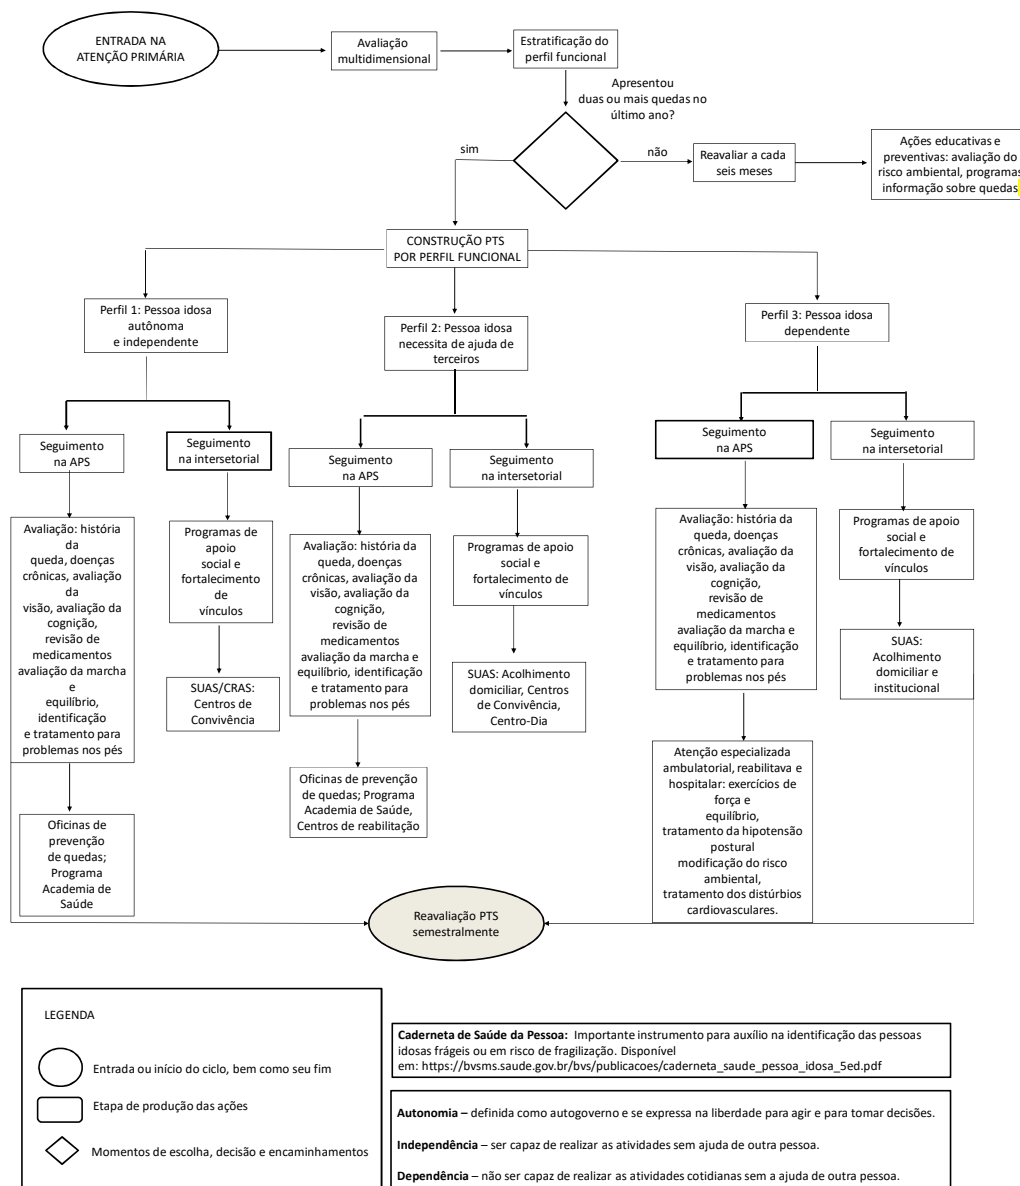 ENTRADA NA
ATENÇÃO PRIMÁRIA
Avaliação
multidimensional
Estratificação do
perfil funcional
Apresentou
duas ou mais quedas no
último ano?
sim
não
Reavaliar a cada
seis meses
Ações educativas e
preventivas: avaliação do
risco ambiental, programas
informação sobre quedas
CONSTRUÇÃO PTS
POR PERFIL FUNCIONAL
Perfil 1: Pessoa idosa
autônoma
e independente
Perfil 2: Pessoa idosa
necessita de ajuda de
terceiros
Perfil 3: Pessoa idosa
dependente
Seguimento
na APS
Seguimento
na intersetorial
Seguimento
na APS
Seguimento
na intersetorial
Seguimento
na APS
Seguimento
na intersetorial
Avaliação: história
da
queda, doenças
crônicas, avaliação
da
visão, avaliação da
cognição,
revisão de
medicamentos
avaliação da marcha
e
equilíbrio,
identificação
e tratamento para
problemas nos pés
Programas de
apoio
social e
fortalecimento
de
vínculos
Avaliação: história da
queda, doenças
crônicas, avaliação da
visão, avaliação da
cognição,
revisão de
medicamentos
avaliação da marcha e
equilíbrio, identificação
e tratamento para
problemas nos pés
Programas de apoio
social e
fortalecimento de
vínculos
Avaliação: história da
queda, doenças
crônicas, avaliação da
visão, avaliação da
cognição,
revisão de
medicamentos
avaliação da marcha e
equilíbrio, identificação
e tratamento para
problemas nos pés
Programas de apoio
social e
fortalecimento de
vínculos
SUAS/CRAS:
Centros de
Convivência
SUAS: Acolhimento
domiciliar, Centros
de Convivência,
Centro-Dia
SUAS:
Acolhimento
domiciliar e
institucional
Oficinas de
prevenção
de quedas;
Programa
Academia de
Saúde
Oficinas de prevenção
de quedas; Programa
Academia de Saúde,
Centros de reabilitação
Atenção especializada
ambulatorial, reabilitava e
hospitalar: exercícios de
força e
equilíbrio,
tratamento da hipotensão
postural
modificação do risco
ambiental,
tratamento dos distúrbios
cardiovasculares.
Reavaliação PTS
semestralmente
LEGENDA
Entrada ou início do ciclo, bem como seu fim
Etapa de produção das ações
Momentos de escolha, decisão e encaminhamentos
Caderneta de Saúde da Pessoa: Importante instrumento para auxílio na identificação das pessoas
idosas frágeis ou em risco de fragilização. Disponível
em: https://bvsms.saude.gov.br/bvs/publicacoes/caderneta_saude_pessoa_idosa_5ed.pdf
Autonomia – definida como autogoverno e se expressa na liberdade para agir e para tomar decisões.
Independência – ser capaz de realizar as atividades sem ajuda de outra pessoa.
Dependência – não ser capaz de realizar as atividades cotidianas sem a ajuda de outra pessoa.